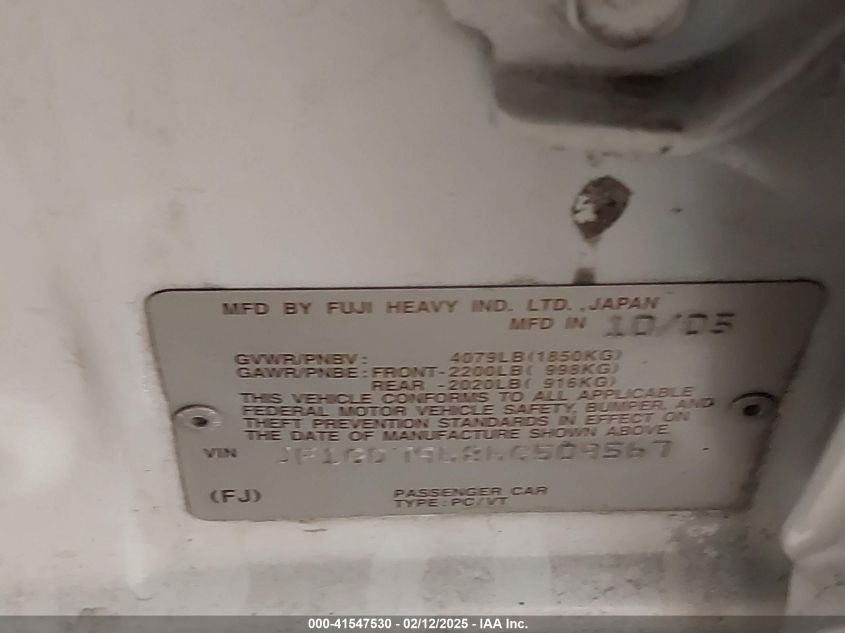 MFD BY FUJI HEAVY IND. LTD. , JAPAN
MFD IN 10/05
GVWR/PNBV: 4079LB(1850KG)
GAWR/PNBE: FRONT-2200LB( 998KG)
REAR -2020LB( 916KG)
THIS VEHICLE CONFORMS TO ALL APPLICABLE
FEDERAL MOTOR VEHICLE SAFETY, BUMPER, AND
THEFT PREVENTION STANDARDS IN EFFECT ON
THE DATE OF MANUFACTURE SHOWN ABOVE.
VIN
(FJ)
PASSENGER CAR
TYPE : PC/VT
000-41547530 - 02/12/2025 - IAA Inc.